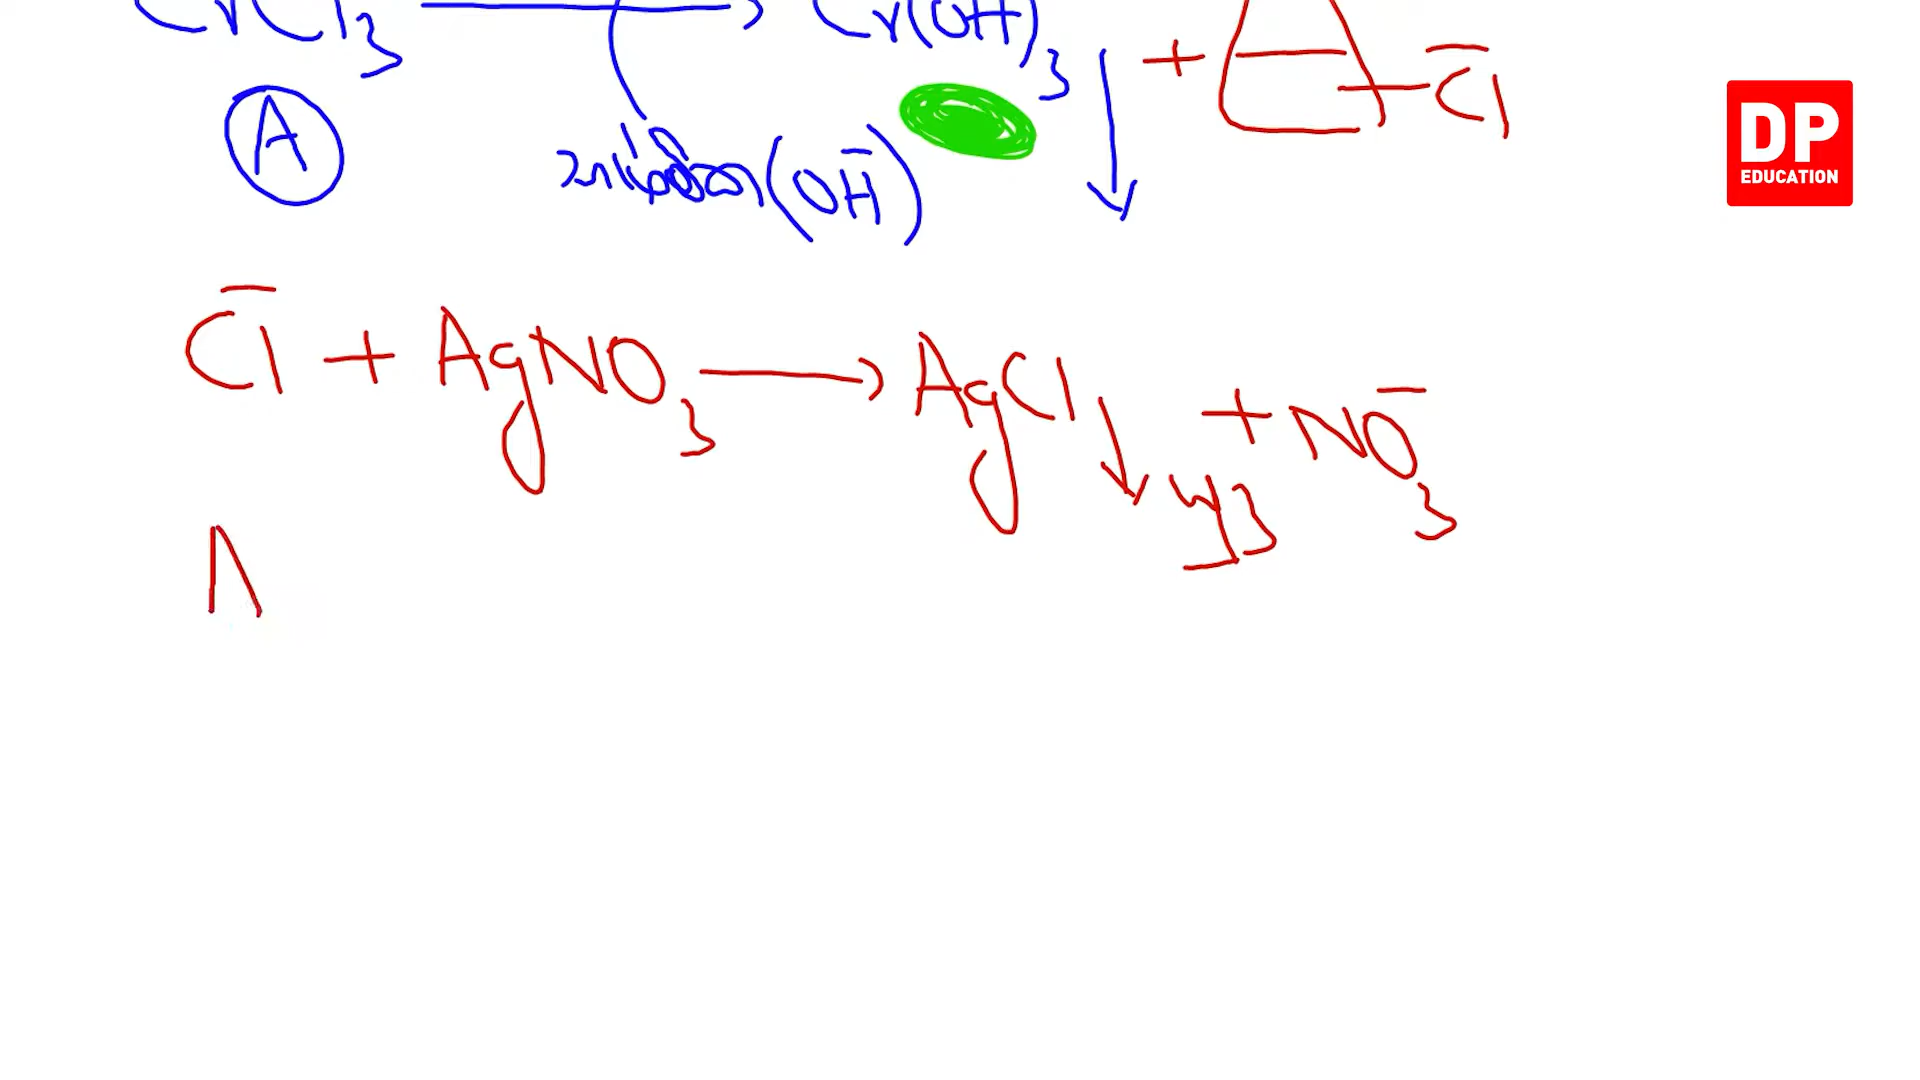 CrCl₃ ⟶ Cr(OH)₃ ↓ + Cl⁻
A
(OH⁻)
DP
EDUCATION
Cl⁻ + AgNO₃ ⟶ AgCl ↓ + NO₃⁻